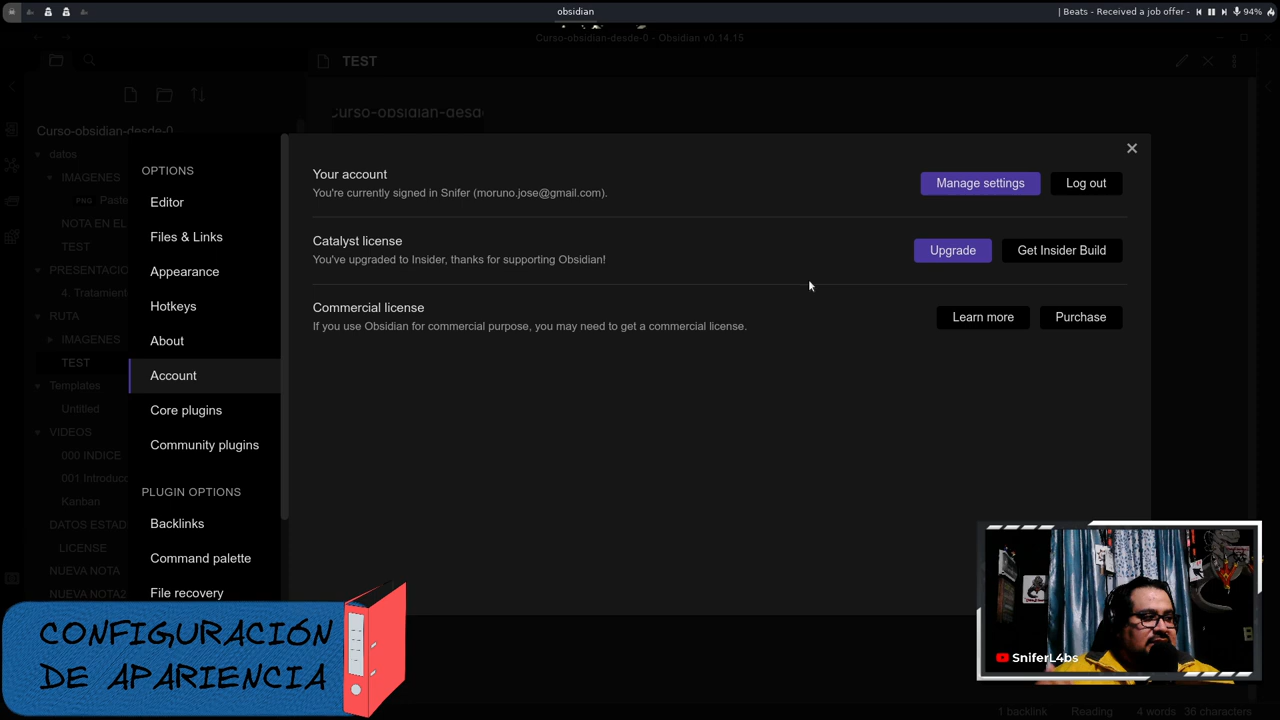 obsidian
| Beats - Received a job offer -
94%
Curso-obsidian-desde-0 - Obsidian v0.14.15
TEST
Curso-obsidian-desde-0
datos
IMAGENES
PNG Paste
NOTA EN EL
TEST
PRESENTACIO
4. Tratamient
RUTA
IMAGENES
TEST
Templates
Untitled
VIDEOS
000 INDICE.
001 Introducc
Kanban
DATOS ESTAD
LICENSE
NUEVA NOTA
NUEVA NOTA2
OPTIONS
Editor
Files & Links
Appearance
Hotkeys
About
Account
Core plugins
Community plugins
PLUGIN OPTIONS
Backlinks
Command palette
File recovery
Your account
You're currently signed in Snifer (moruno.jose@gmail.com).
Manage settings
Log out
Catalyst license
You've upgraded to Insider, thanks for supporting Obsidian!
Upgrade
Get Insider Build
Commercial license
If you use Obsidian for commercial purpose, you may need to get a commercial license.
Learn more
Purchase
CONFIGURACIÓN
DE APARIENCIA
SniferL4bs
1 backlink
Reading
4 words
36 characters